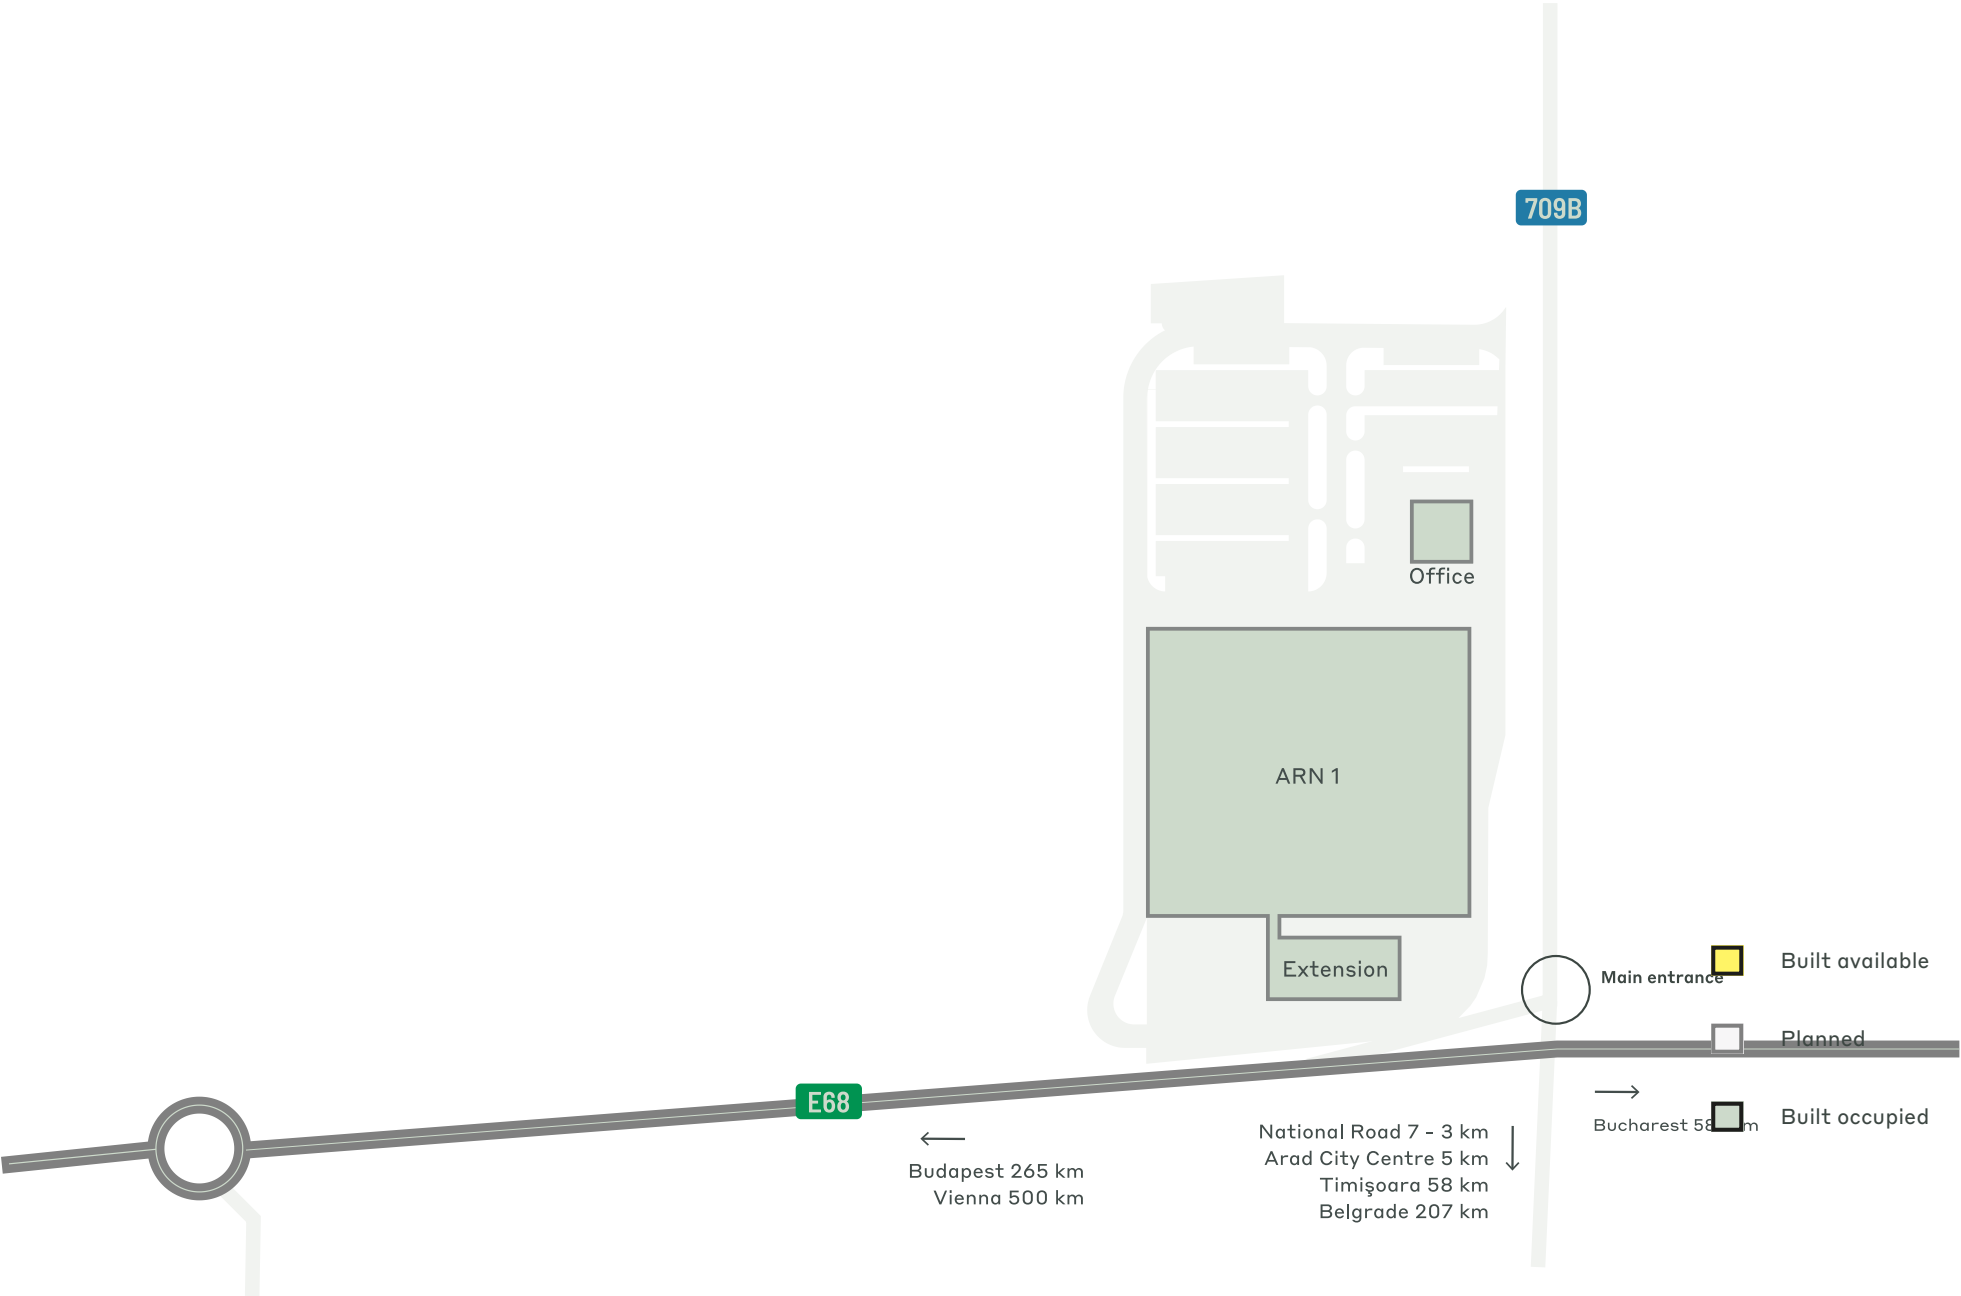 709B
Office
ARN 1
Extension
Main entrance
Built available
Planned
Built occupied
E68
Budapest 265 km
Vienna 500 km
National Road 7 - 3 km
Arad City Centre 5 km
Timişoara 58 km
Belgrade 207 km
Bucharest